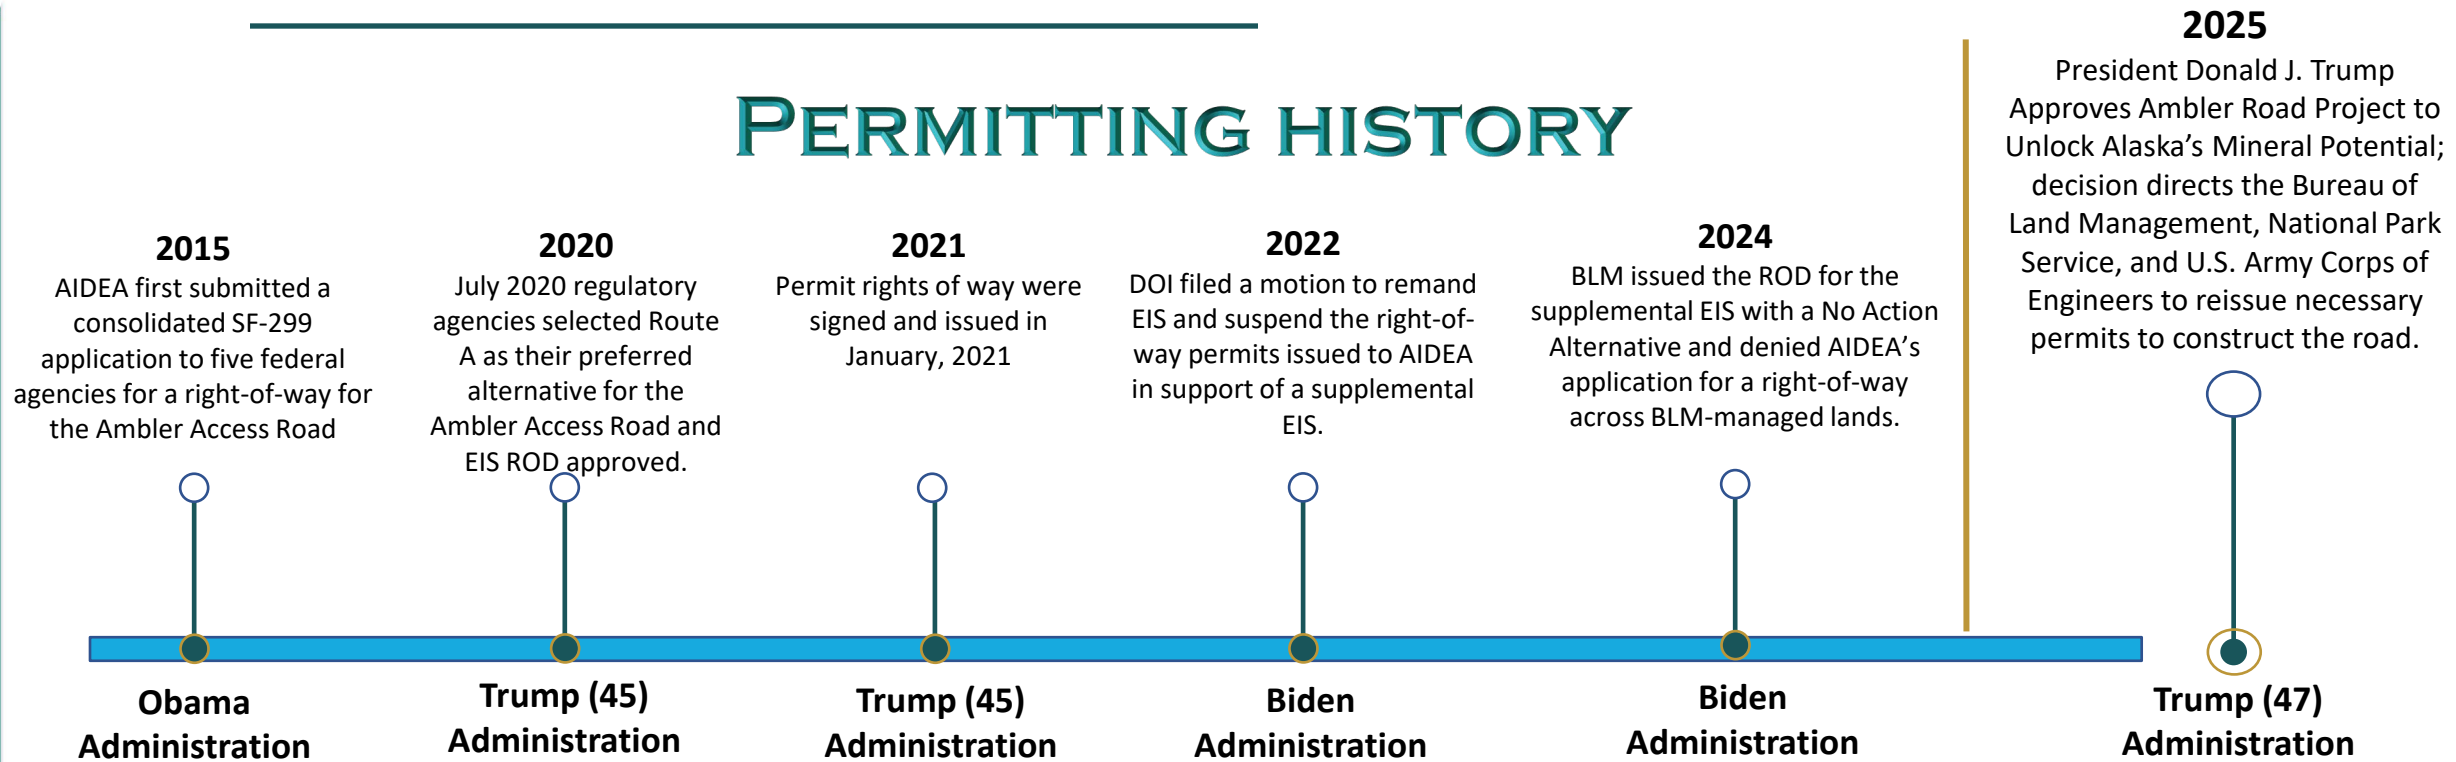 PERMITTING HISTORY
2015
AIDEA first submitted a
consolidated SF-299
application to five federal
agencies for a right-of-way for
the Ambler Access Road
Obama
Administration
2020
July 2020 regulatory
agencies selected Route
A as their preferred
alternative for the
Ambler Access Road and
EIS ROD approved.
Trump (45)
Administration
2021
Permit rights of way were
signed and issued in
January, 2021
Trump (45)
Administration
2022
DOI filed a motion to remand
EIS and suspend the right-of-
way permits issued to AIDEA
in support of a supplemental
EIS.
Biden
Administration
2024
BLM issued the ROD for the
supplemental EIS with a No Action
Alternative and denied AIDEA's
application for a right-of-way
across BLM-managed lands.
Biden
Administration
2025
President Donald J. Trump
Approves Ambler Road Project to
Unlock Alaska's Mineral Potential;
decision directs the Bureau of
Land Management, National Park
Service, and U.S. Army Corps of
Engineers to reissue necessary
permits to construct the road.
Trump (47)
Administration